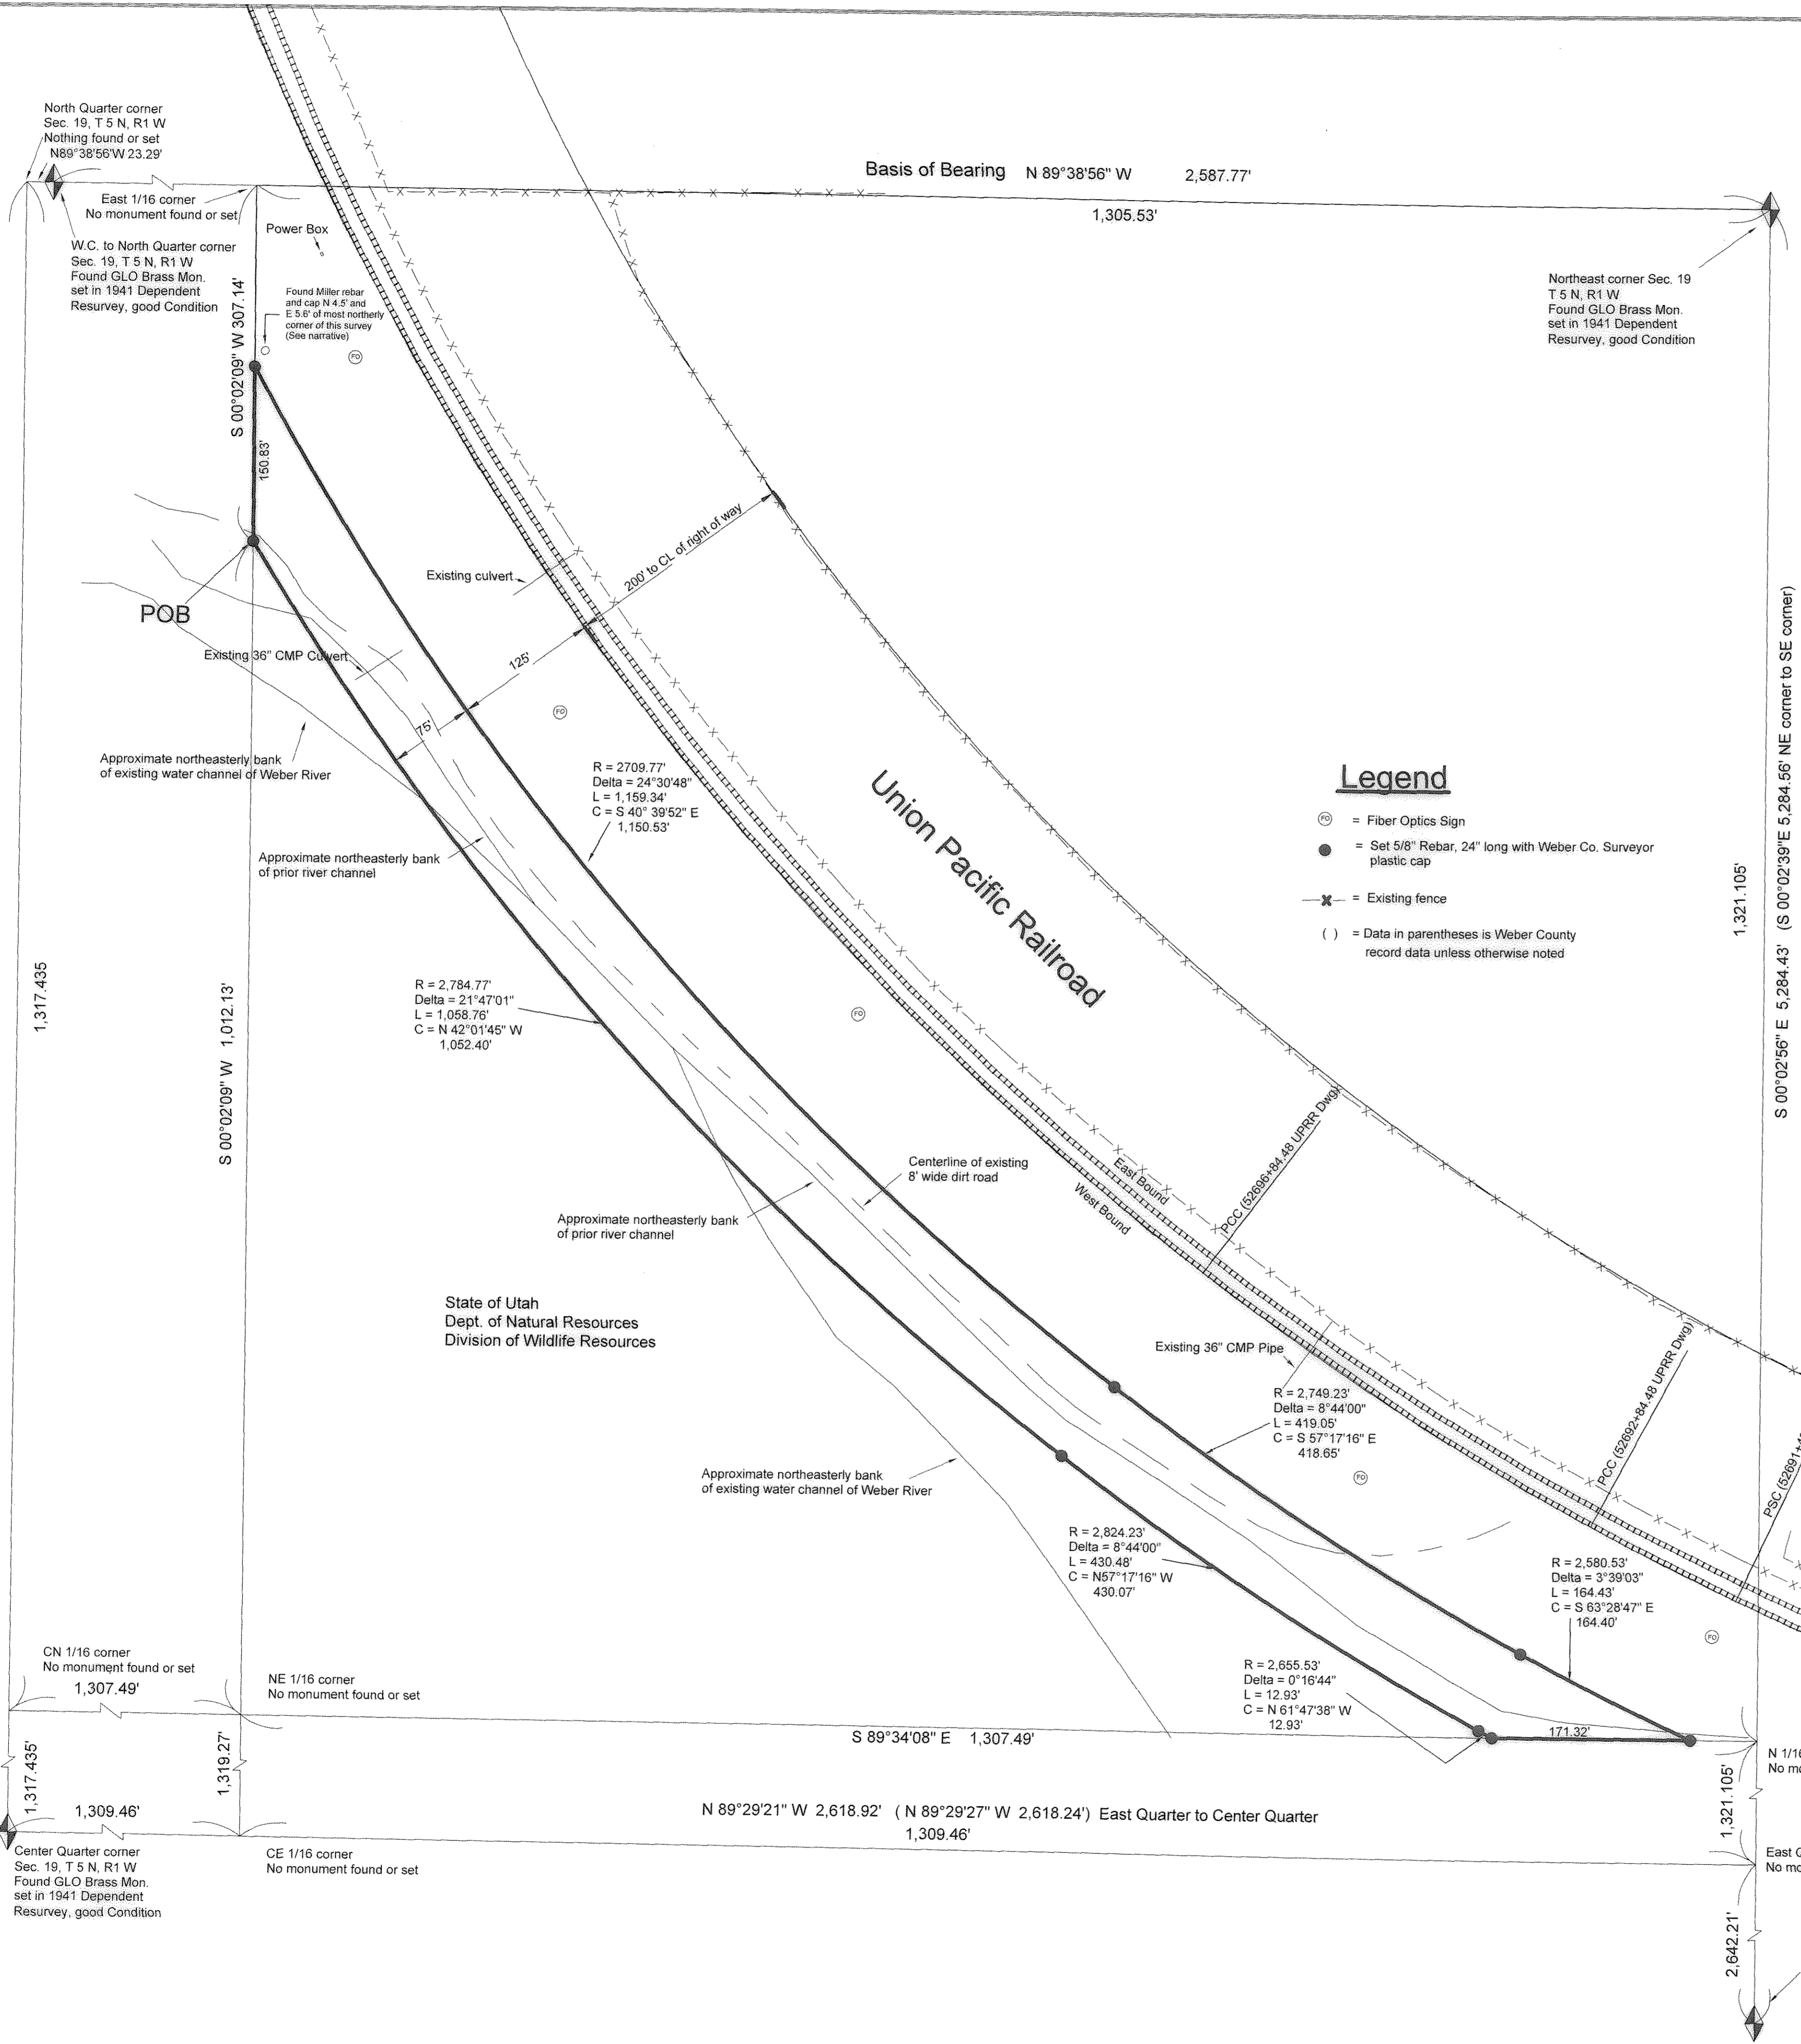 North Quarter corner
Sec. 19, T 5 N, R1 W
Nothing found or set
N89°38'56"W 23.29'
East 1/16 corner
No monument found or set
W.C. to North Quarter corner
Sec. 19, T 5 N, R1 W
Found GLO Brass Mon.
set in 1941 Dependent
Resurvey, good Condition
Power Box
Basis of Bearing N 89°38'56" W 2,587.77'
1,305.53'
Northeast corner Sec. 19
T 5 N, R1 W
Found GLO Brass Mon.
set in 1941 Dependent
Resurvey, good Condition
S 00°02'09" W 307.14'
Found Miller rebar
and cap N 4.5' and
E 5.6' of most northerly
corner of this survey
(See narrative)
FO
150.83'
POB
Existing culvert
200' to CL of right of way
125'
75'
Existing 36" CMP Culvert
FO
Approximate northeasterly bank
of existing water channel of Weber River
R = 2709.77'
Delta = 24°30'48"
L = 1,159.34'
C = S 40° 39'52" E
1,150.53'
Approximate northeasterly bank
of prior river channel
Union Pacific Railroad
Legend
FO = Fiber Optics Sign
= Set 5/8" Rebar, 24" long with Weber Co. Surveyor
plastic cap
= Existing fence
( ) = Data in parentheses is Weber County
record data unless otherwise noted
1,321.105'
S 00°02'56" E 5,284.43' (S 00°02'39"E 5,284.56' NE corner to SE corner)
1,317.435
S 00°02'09" W 1,012.13'
R = 2,784.77'
Delta = 21°47'01"
L = 1,058.76'
C = N 42°01'45" W
1,052.40'
FO
Centerline of existing
8' wide dirt road
East Bound
West Bound
PCC (52696+84.48 UPRR Dwg)
Approximate northeasterly bank
of prior river channel
State of Utah
Dept. of Natural Resources
Division of Wildlife Resources
Existing 36" CMP Pipe
R = 2,749.23'
Delta = 8°44'00"
L = 419.05'
C = S 57°17'16" E
418.65'
FO
PCC (52692+84.48 UPRR Dwg)
PSC (52691+4
Approximate northeasterly bank
of existing water channel of Weber River
R = 2,824.23'
Delta = 8°44'00"
L = 430.48'
C = N57°17'16" W
430.07'
R = 2,580.53'
Delta = 3°39'03"
L = 164.43'
C = S 63°28'47" E
164.40'
FO
R = 2,655.53'
Delta = 0°16'44"
L = 12.93'
C = N 61°47'38" W
12.93'
171.32'
CN 1/16 corner
No monument found or set
1,307.49'
NE 1/16 corner
No monument found or set
S 89°34'08" E 1,307.49'
N 1/16
1,317.435'
1,319.27'
1,321.105'
1,309.46'
N 89°29'21" W 2,618.92' ( N 89°29'27" W 2,618.24') East Quarter to Center Quarter
1,309.46'
Center Quarter corner
Sec. 19, T 5 N, R1 W
Found GLO Brass Mon.
set in 1941 Dependent
Resurvey, good Condition
CE 1/16 corner
No monument found or set
East
2,642.21'